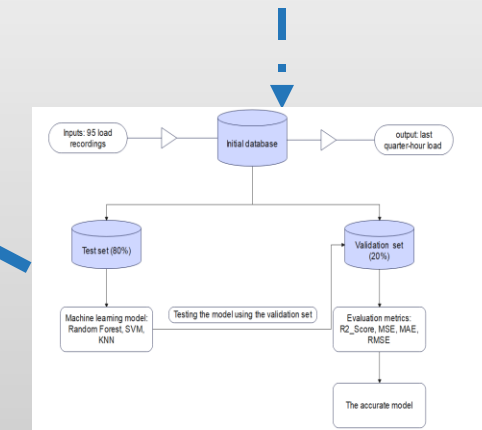 Inputs: 95 load
recordings
Initial database
output: last
quarter-hour load
Test set (80%)
Validation set
(20%)
Machine learning model:
Random Forest, SVM,
KNN
Testing the model using the validation set
Evaluation metrics:
R2_Score, MSE, MAE,
RMSE
The accurate model